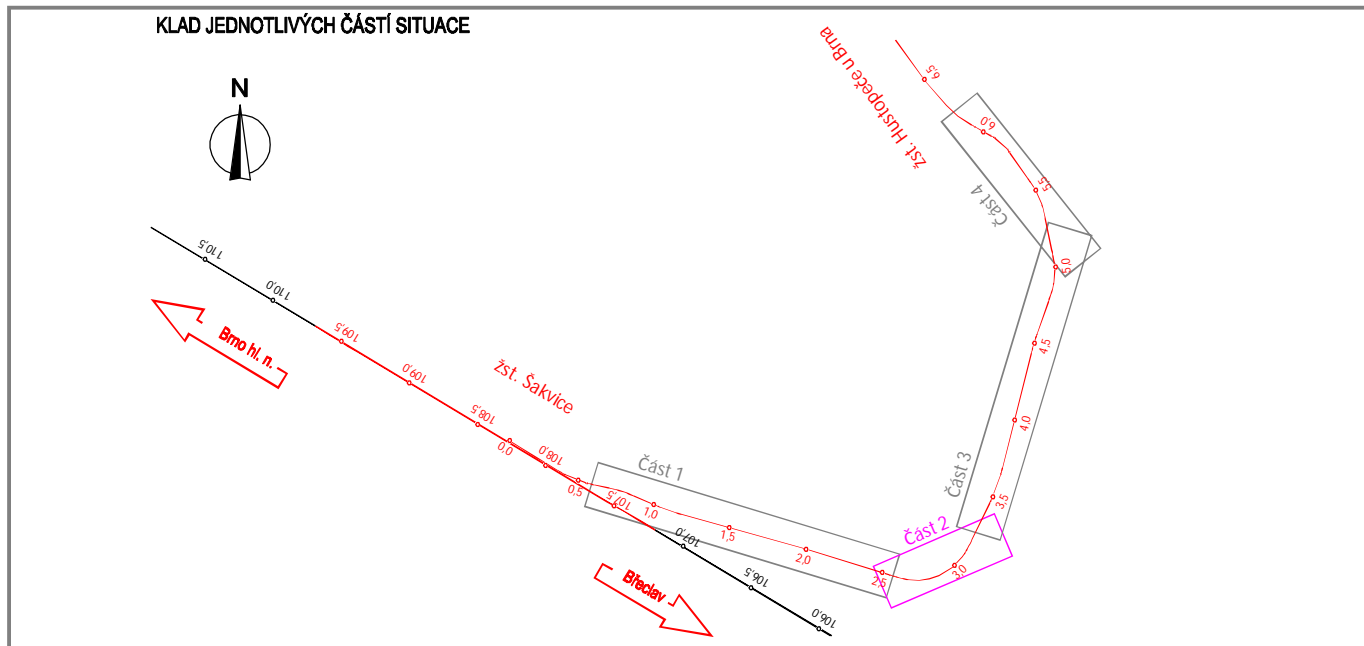 KLAD JEDNOTLIVÝCH ČÁSTÍ SITUACE
N
žst. Hustopeče u Brna
6,5
6,0
5,5
Část 4
5,0
4,5
4,0
Část 3
3,5
110,5
110,0
Brno hl. n.
109,5
109,0
žst. Šakvice
108,5
0,0
108,0
0,5
Část 1
107,5
1,0
1,5
2,0
2,5
Část 2
3,0
107,0
106,5
106,0
Břeclav